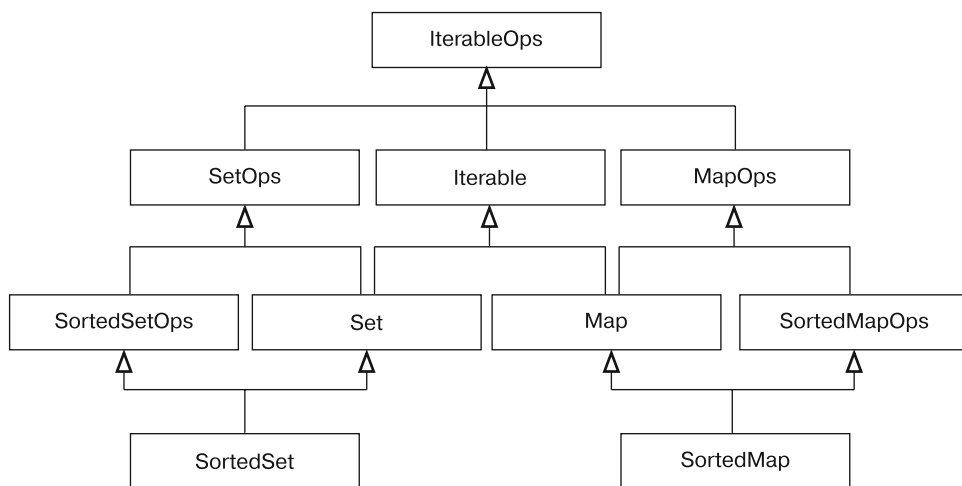 IterableOps
SetOps
Iterable
MapOps
SortedSetOps
Set
Map
SortedMapOps
SortedSet
SortedMap